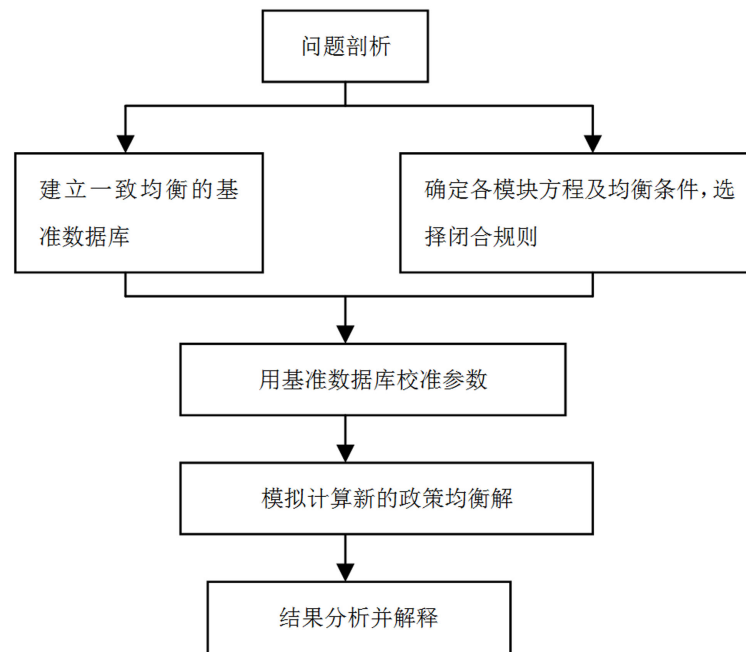 问题剖析
建立一致均衡的基
准数据库
确定各模块方程及均衡条件，选
择闭合规则
用基准数据库校准参数
模拟计算新的政策均衡解
结果分析并解释